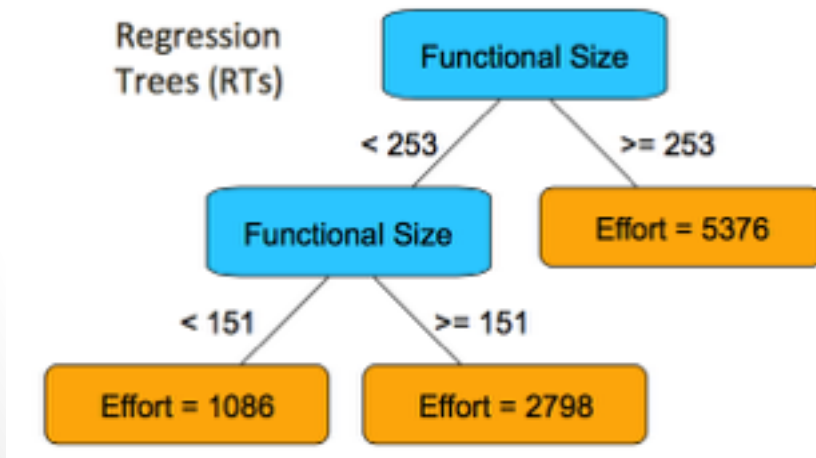 Regression
Trees (RTs)
Functional Size
< 253
>= 253
Functional Size
Effort = 5376
< 151
>= 151
Effort = 1086
Effort = 2798